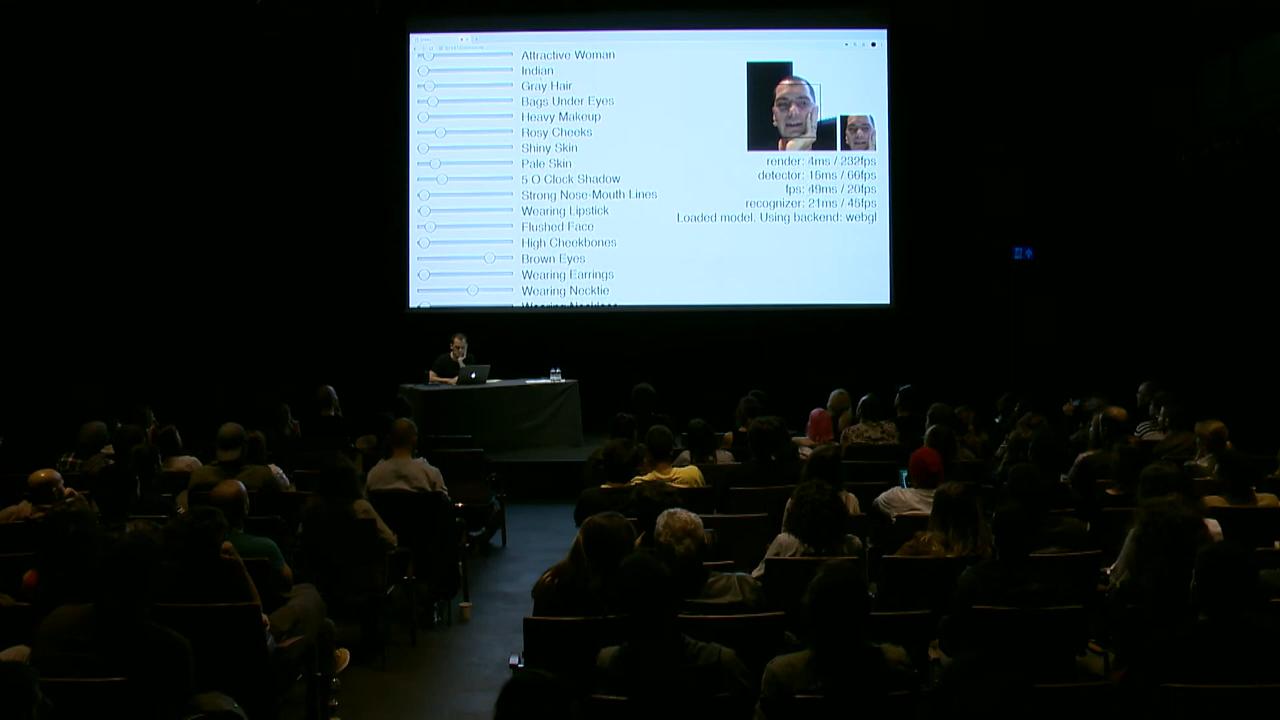 Attractive Woman
Indian
Gray Hair
Bags Under Eyes
Heavy Makeup
Rosy Cheeks
Shiny Skin
Pale Skin
5 O Clock Shadow
Strong Nose-Mouth Lines
Wearing Lipstick
Flushed Face
High Cheekbones
Brown Eyes
Wearing Earrings
Wearing Necktie
render: 4ms / 232fps
detector: 15ms / 66fps
fps: 49ms / 20fps
recognizer: 21ms / 45fps
Loaded model. Using backend: webgl